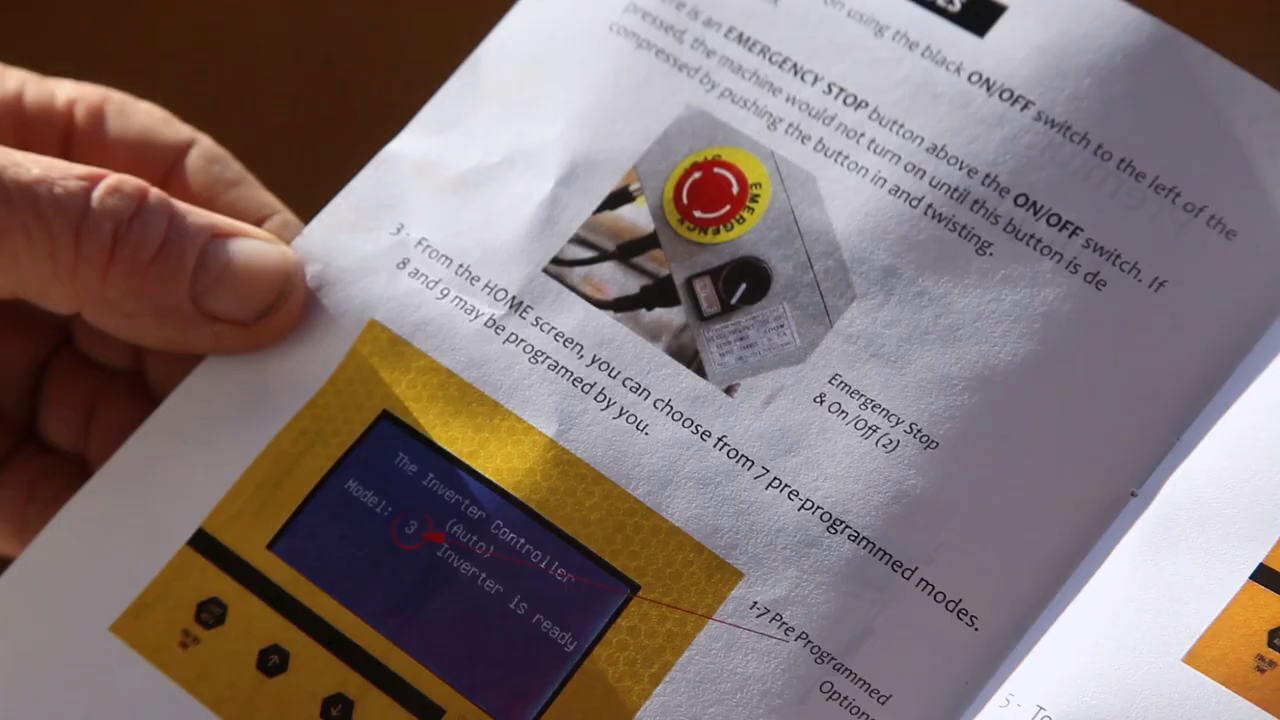 on using the black ON/OFF switch to the left of the
ere is an EMERGENCY STOP button above the ON/OFF switch. If
pressed, the machine would not turn on until this button is de
compressed by pushing the button in and twisting.
EMERGENCY
Emergency Stop
& On/Off (2)
3- From the HOME screen, you can choose from 7 pre-programmed modes.
8 and 9 may be programed by you.
The Inverter Controller
Model: 3 (Auto)
Inverter is ready
1-7 Pre Programmed
Option
5- To